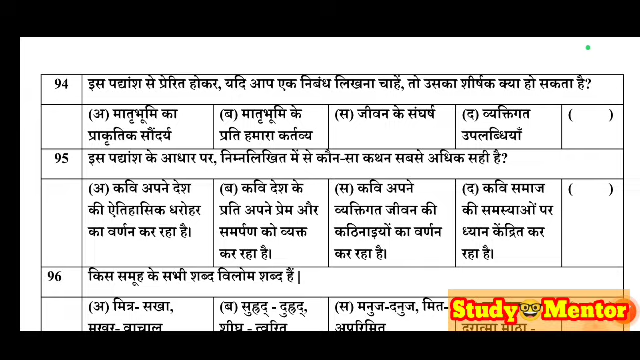 94 इस पद्यांश से प्रेरित होकर, यदि आप एक निबंध लिखना चाहें, तो उसका शीर्षक क्या हो सकता है?
(अ) मातृभूमि का (ब) मातृभूमि के (स) जीवन के संघर्ष (द) व्यक्तिगत ( )
प्राकृतिक सौंदर्य प्रति हमारा कर्तव्य उपलब्धियाँ
95 इस पद्यांश के आधार पर, निम्नलिखित में से कौन-सा कथन सबसे अधिक सही है?
(अ) कवि अपने देश (ब) कवि देश के (स) कवि अपने (द) कवि समाज ( )
की ऐतिहासिक धरोहर प्रति अपने प्रेम और व्यक्तिगत जीवन की की समस्याओं पर
का वर्णन कर रहा है। समर्पण को व्यक्त कठिनाइयों का वर्णन ध्यान केंद्रित कर
कर रहा है। कर रहा है। रहा है।
96 किस समूह के सभी शब्द विलोम शब्द हैं |
(अ) मित्र- सखा, (ब) सुहृद् - दुहृद्, (स) मनुज-दनुज, मित-
मुखर- वाचाल शीघ्र - त्वरित अपरिमित
Study Mentor